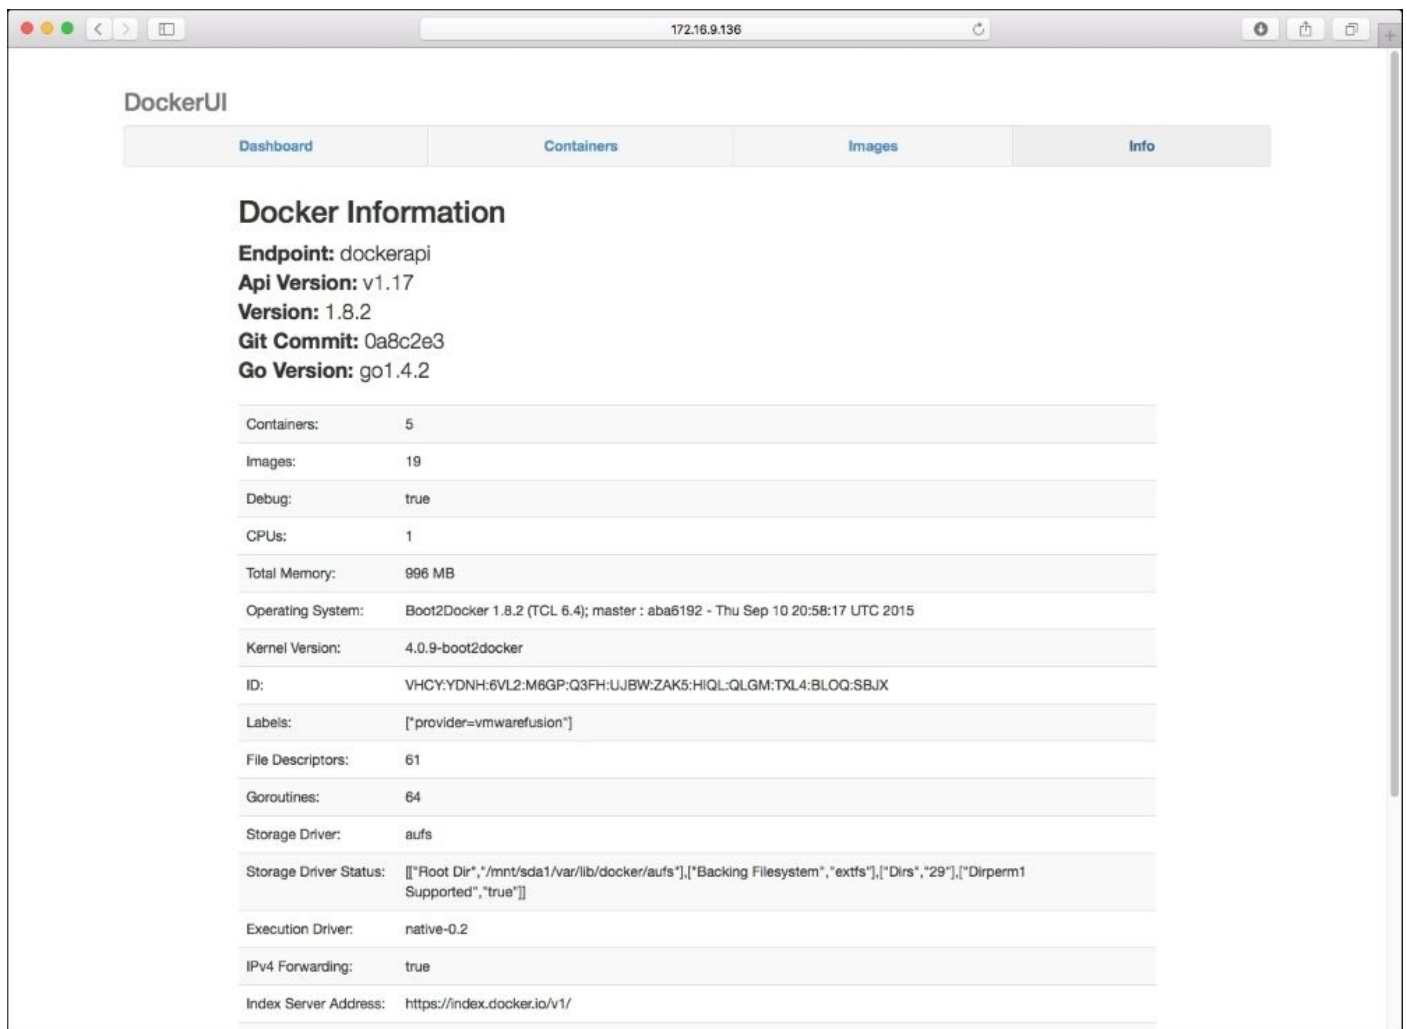 172.16.9.136
DockerUI
Dashboard Containers Images Info
Docker Information
Endpoint: dockerapi
Api Version: v1.17
Version: 1.8.2
Git Commit: 0a8c2e3
Go Version: go1.4.2
Containers: 5
Images: 19
Debug: true
CPUs: 1
Total Memory: 996 MB
Operating System: Boot2Docker 1.8.2 (TCL 6.4); master : aba6192 - Thu Sep 10 20:58:17 UTC 2015
Kernel Version: 4.0.9-boot2docker
ID: VHCY:YDNH:6VL2:M6GP:Q3FH:UJBW:ZAK5:HIQL:QLGM:TXL4:BLOQ:SBJX
Labels: ["provider=vmwarefusion"]
File Descriptors: 61
Goroutines: 64
Storage Driver: aufs
Storage Driver Status: [["Root Dir","/mnt/sda1/var/lib/docker/aufs"],["Backing Filesystem","extfs"],["Dirs","29"],["Dirperm1
Supported","true"]]
Execution Driver: native-0.2
IPv4 Forwarding: true
Index Server Address: https://index.docker.io/v1/